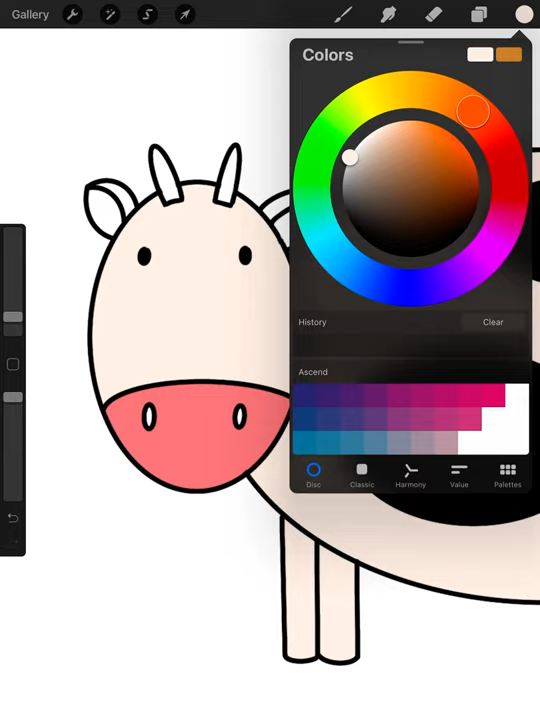 Gallery
Colors
History
Clear
Ascend
Disc
Classic
Harmony
Value
Palettes